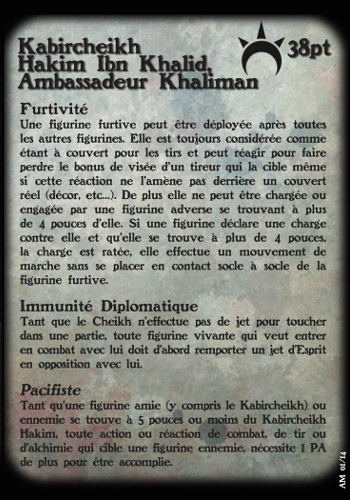 Kabircheikh
Hakim Ibn Khalid,
Ambassadeur Khaliman
38pt
Furtivité
Une figurine furtive peut être déployée après toutes
les autres figurines. Elle est toujours considérée comme
étant à couvert pour les tirs et peut réagir pour faire
perdre le bonus de visée d'un tireur qui la cible même
si cette réaction ne l'amène pas derrière un couvert
réel (décor, etc...). De plus elle ne peut être chargée ou
engagée par une figurine adverse se trouvant à plus
de 4 pouces d'elle. Si une figurine déclare une charge
contre elle et qu'elle se trouve à plus de 4 pouces,
la charge est ratée, elle effectue un mouvement de
marche sans se placer en contact socle à socle de la
figurine furtive.
Immunité Diplomatique
Tant que le Cheikh n'effectue pas de jet pour toucher
dans une partie, toute figurine vivante qui veut entrer
en combat avec lui doit d'abord remporter un jet d'Esprit
en opposition avec lui.
Pacifiste
Tant qu'une figurine amie (y compris le Kabircheikh) ou
ennemie se trouve à 5 pouces ou moins du Kabircheikh
Hakim, toute action ou réaction de combat, de tir ou
d'alchimie qui cible une figurine ennemie, nécessite 1 PA
de plus pour être accomplie.
AM 01/14